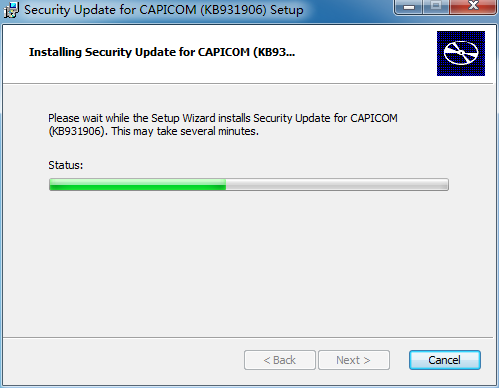 Security Update for CAPICOM (KB931906) Setup
Installing Security Update for CAPICOM (KB93...
Please wait while the Setup Wizard installs Security Update for CAPICOM
(KB931906). This may take several minutes.
Status:
< Back
Next >
Cancel